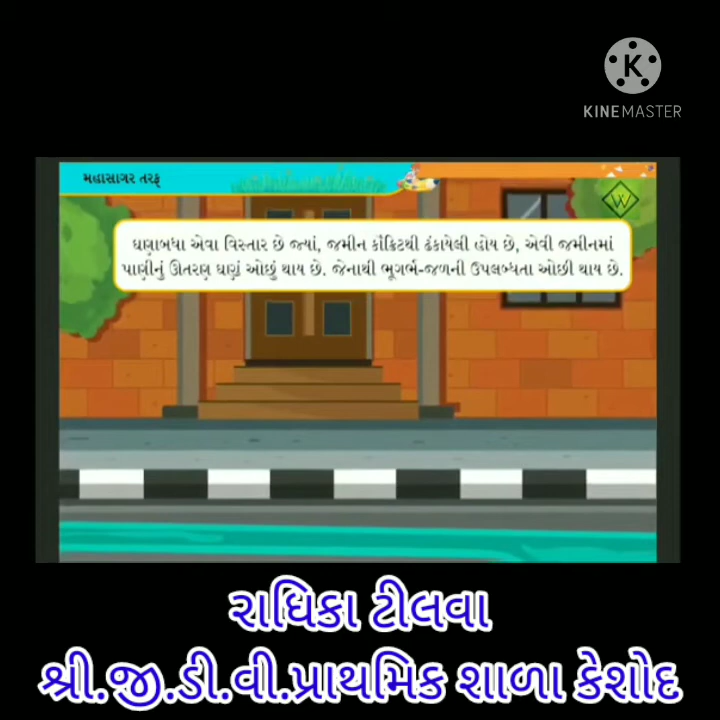 KINEMASTER
મહાસાગર તરફ
W
ઘણાબધા એવા વિસ્તાર છે જ્યાં, જમીન કોંક્રિટથી ઢંકાયેલી હોય છે, એવી જમીનમાં
પાણીનું ઊતરણ ઘણું ઓછું થાય છે. જેનાથી ભૂગર્ભ-જળની ઉપલબ્ધતા ઓછી થાય છે.
રાધિકા ટીલવા
શ્રી.જી.ડી.વી.પ્રાથમિક શાળા કેશોદ